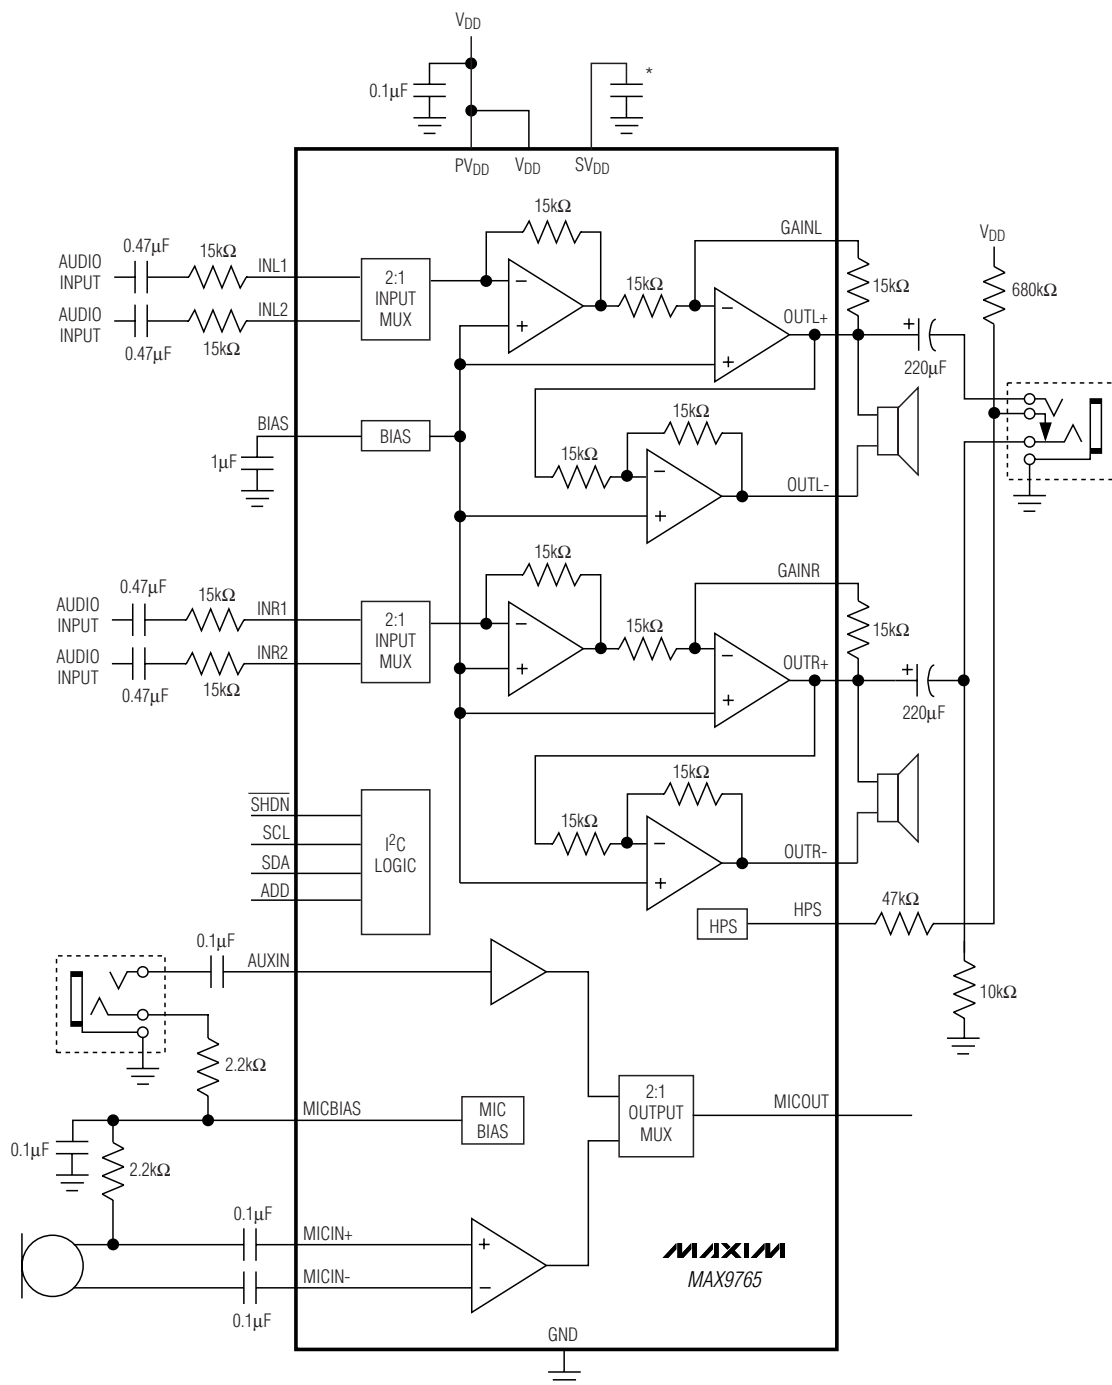 VDD
0.1µF
*
PVDD
VDD
SVDD
15kΩ
GAINL
VDD
AUDIO
INPUT
0.47µF
15kΩ
INL1
2:1
INPUT
MUX
15kΩ
15kΩ
680kΩ
AUDIO
INPUT
0.47µF
15kΩ
INL2
−
+
−
+
OUTL+
+
220µF
BIAS
BIAS
1µF
15kΩ
15kΩ
−
+
OUTL-
15kΩ
GAINR
AUDIO
INPUT
0.47µF
15kΩ
INR1
2:1
INPUT
MUX
15kΩ
15kΩ
AUDIO
INPUT
0.47µF
15kΩ
INR2
−
+
−
+
OUTR+
+
220µF
15kΩ
15kΩ
−
+
OUTR-
SHDN
SCL
SDA
ADD
I2C
LOGIC
HPS
HPS
47kΩ
0.1µF
AUXIN
10kΩ
2.2kΩ
MICBIAS
MIC
BIAS
2:1
OUTPUT
MUX
MICOUT
0.1µF
2.2kΩ
0.1µF
MICIN+
+
−
MICIN-
0.1µF
MAXIM
MAX9765
GND